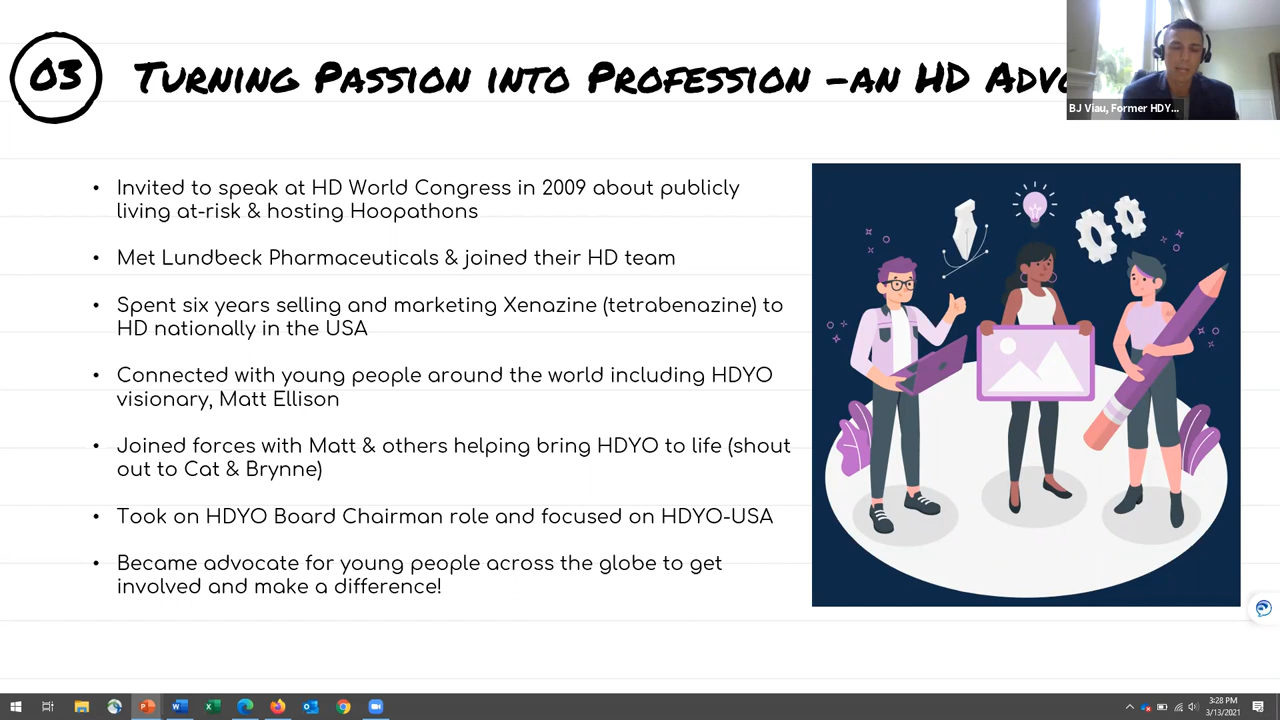 03
Turning Passion into Profession –an HD Advo
BJ Viau, Former HDY...
• Invited to speak at HD World Congress in 2009 about publicly
living at-risk & hosting Hoopathons
• Met Lundbeck Pharmaceuticals & joined their HD team
• Spent six years selling and marketing Xenazine (tetrabenazine) to
HD nationally in the USA
• Connected with young people around the world including HDYO
visionary, Matt Ellison
• Joined forces with Matt & others helping bring HDYO to life (shout
out to Cat & Brynne)
• Took on HDYO Board Chairman role and focused on HDYO-USA
• Became advocate for young people across the globe to get
involved and make a difference!
3:28 PM
3/13/2021